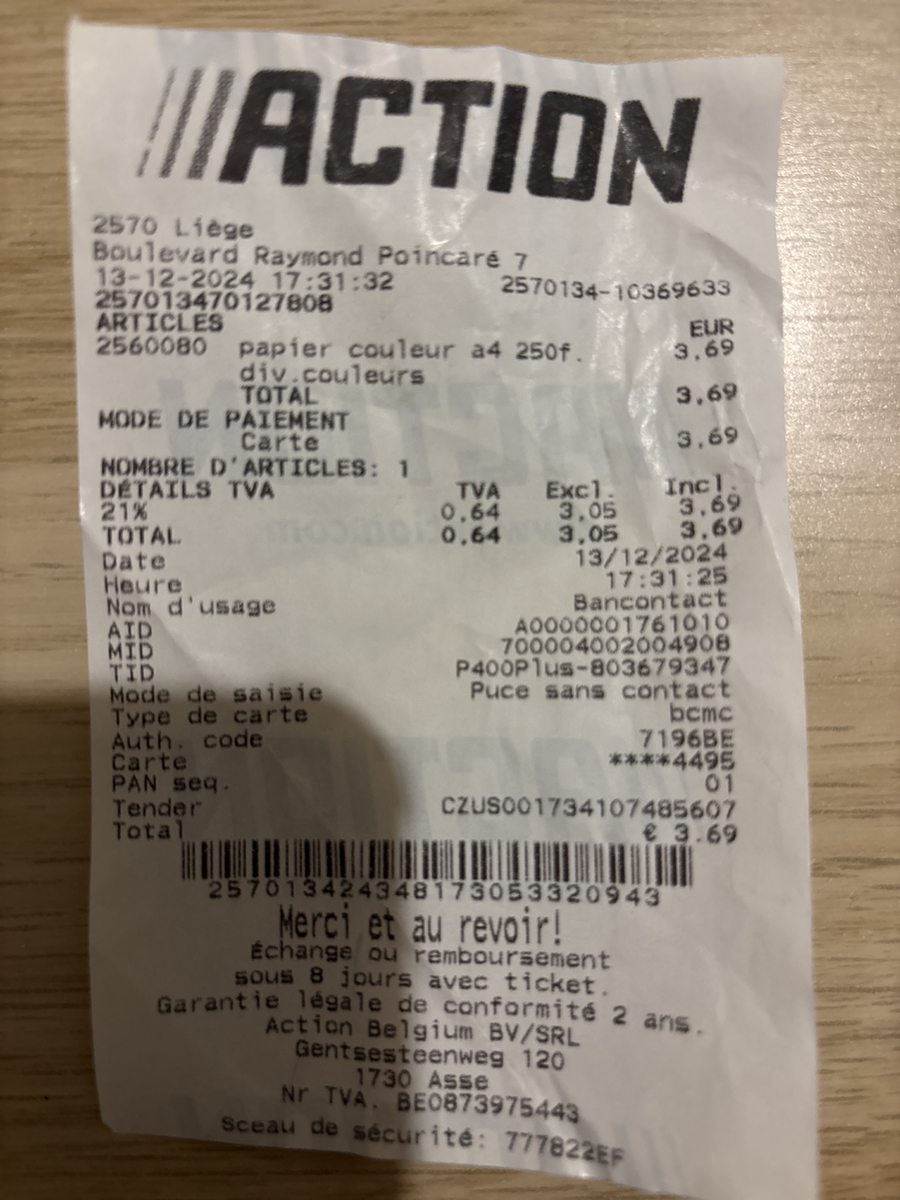 ACTION
2570 Liège
Boulevard Raymond Poincaré 7
13-12-2024 17:31:32 2570134-10369633
257013470127808
ARTICLES EUR
2560080 papier couleur a4 250f. 3,69
div.couleurs
TOTAL 3,69
MODE DE PAIEMENT
Carte 3,69
NOMBRE D'ARTICLES: 1
DÉTAILS TVA TVA Excl. Incl.
21% 0,64 3,05 3,69
TOTAL 0,64 3,05 3,69
Date 13/12/2024
Heure 17:31:25
Nom d'usage Bancontact
AID A0000001761010
MID 700004002004908
TID P400Plus-803679347
Mode de saisie Puce sans contact
Type de carte bcmc
Auth. code 7196BE
Carte ****4495
PAN seq. 01
Tender CZUS001734107485607
Total € 3.69
257013424348173053320943
Merci et au revoir!
Échange ou remboursement
sous 8 jours avec ticket.
Garantie légale de conformité 2 ans.
Action Belgium BV/SRL
Gentsesteenweg 120
1730 Asse
Nr TVA. BE0873975443
Sceau de sécurité: 777822EF